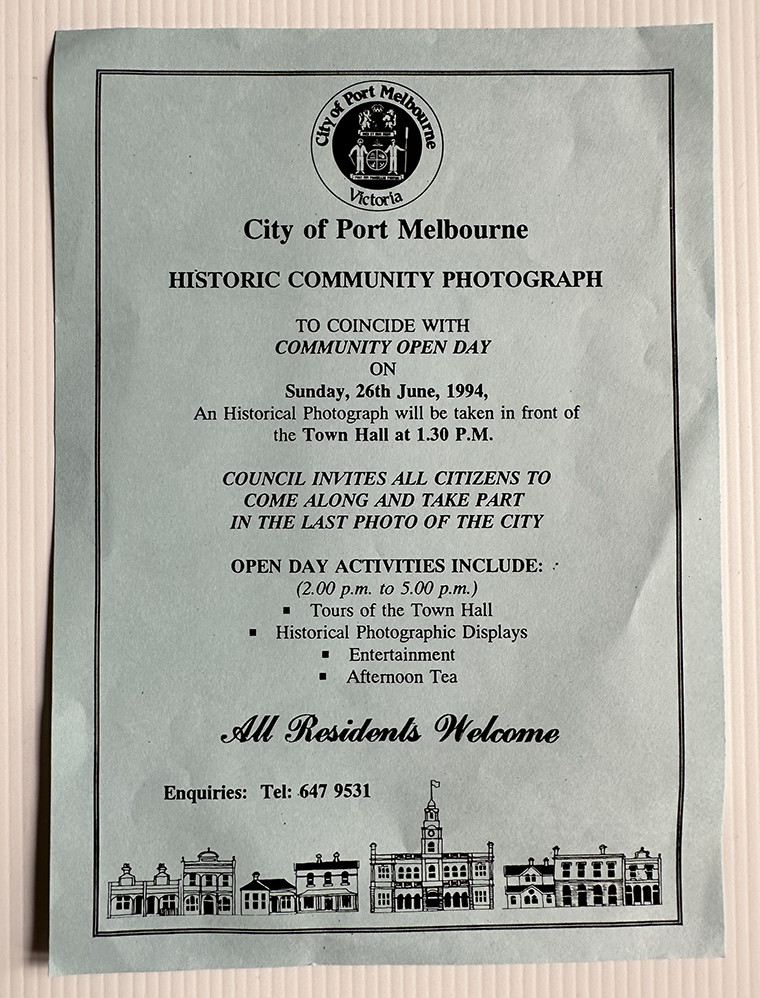 City of Port Melbourne
Victoria
City of Port Melbourne
HISTORIC COMMUNITY PHOTOGRAPH
TO COINCIDE WITH
COMMUNITY OPEN DAY
ON
Sunday, 26th June, 1994,
An Historical Photograph will be taken in front of
the Town Hall at 1.30 P.M.
COUNCIL INVITES ALL CITIZENS TO
COME ALONG AND TAKE PART
IN THE LAST PHOTO OF THE CITY
OPEN DAY ACTIVITIES INCLUDE:
(2.00 p.m. to 5.00 p.m.)
▪ Tours of the Town Hall
▪ Historical Photographic Displays
▪ Entertainment
▪ Afternoon Tea
All Residents Welcome
Enquiries: Tel: 647 9531